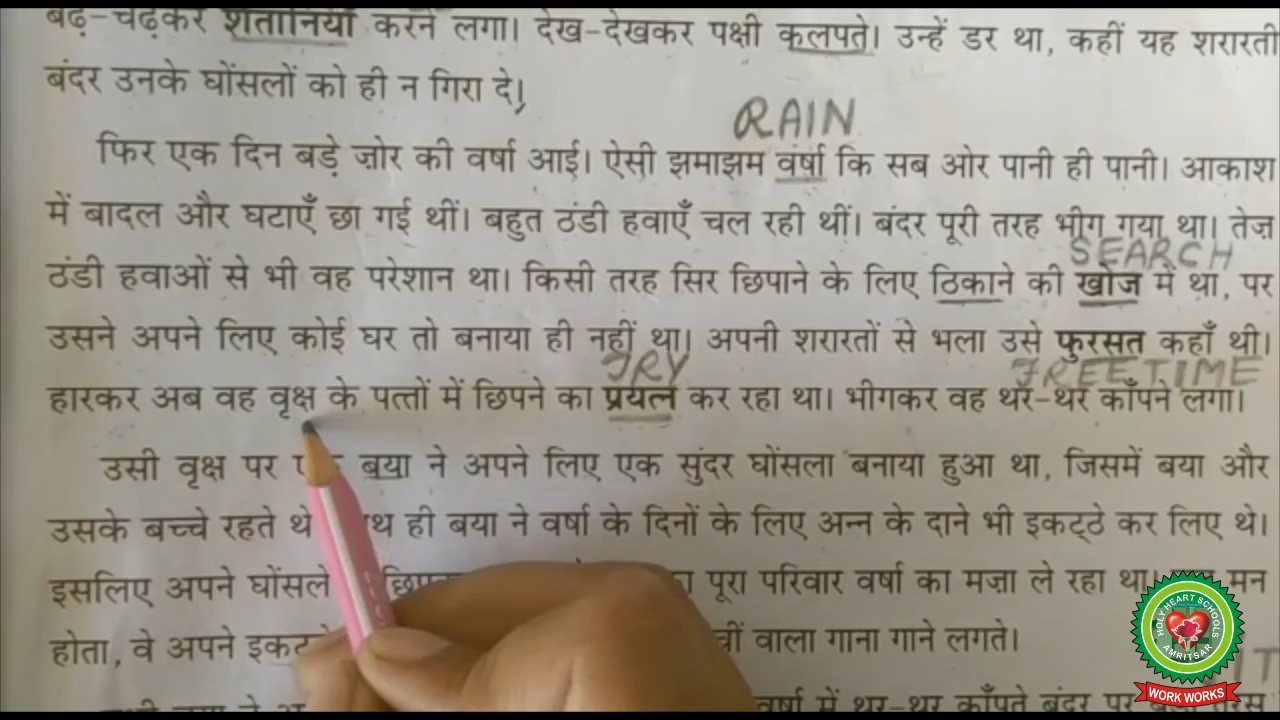 बढ़-चढ़कर शैतानियाँ करने लगा। देख-देखकर पक्षी कलपते। उन्हें डर था, कहीं यह शरारती
बंदर उनके घोंसलों को ही न गिरा दे।
RAIN
फिर एक दिन बड़े ज़ोर की वर्षा आई। ऐसी झमाझम वर्षा कि सब ओर पानी ही पानी। आकाश
में बादल और घटाएँ छा गई थीं। बहुत ठंडी हवाएँ चल रही थीं। बंदर पूरी तरह भीग गया था। तेज़
SEARCH
ठंडी हवाओं से भी वह परेशान था। किसी तरह सिर छिपाने के लिए ठिकाने की खोज में था, पर
उसने अपने लिए कोई घर तो बनाया ही नहीं था। अपनी शरारतों से भला उसे फुरसत कहाँ थी।
TRY FREE TIME
हारकर अब वह वृक्ष के पत्तों में छिपने का प्रयत्न कर रहा था। भीगकर वह थर-थर काँपने लगा।
उसी वृक्ष पर बया ने अपने लिए एक सुंदर घोंसला बनाया हुआ था, जिसमें बया और
उसके बच्चे रहते थे ही बया ने वर्षा के दिनों के लिए अन्न के दाने भी इकट्ठे कर लिए थे।
इसलिए अपने घोंसले पूरा परिवार वर्षा का मज़ा ले रहा था। मन
होता, वे अपने वाला गाना गाने लगते।
वर्षा में थर-थर काँपते बंदर पर
HOLY HEART SCHOOLS
AMRITSAR
WORK WORKS